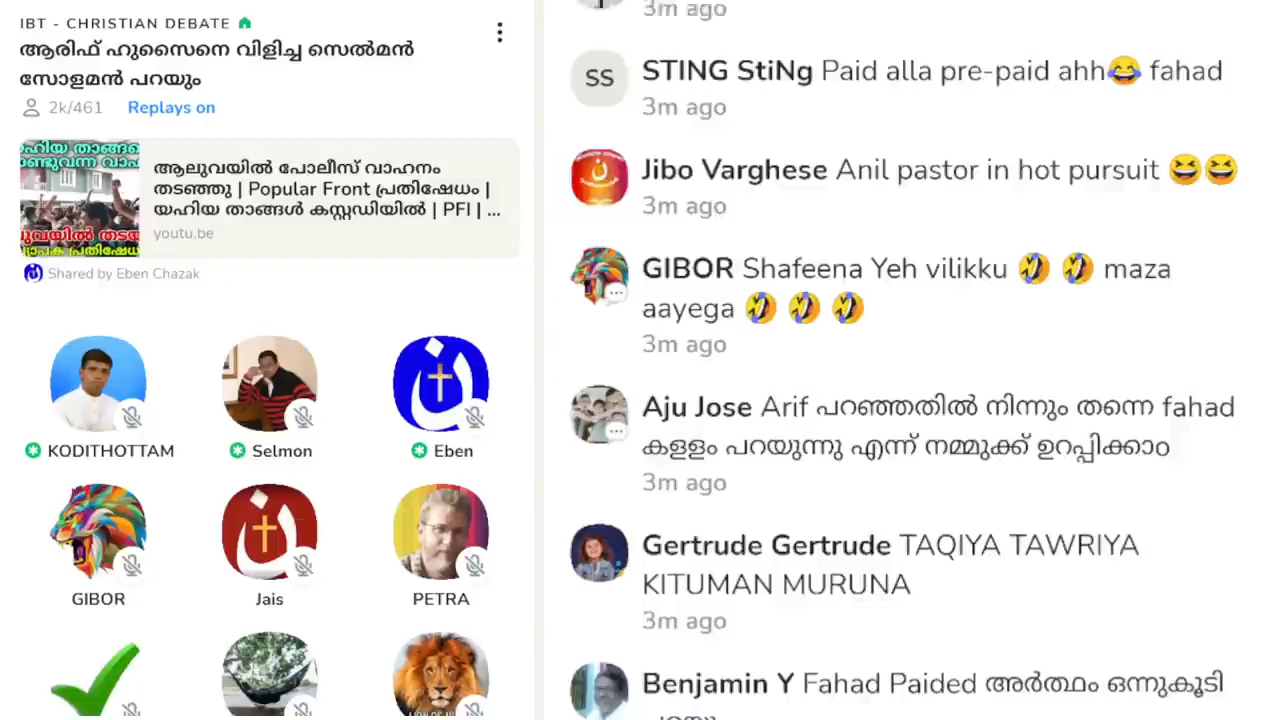 IBT - CHRISTIAN DEBATE
ആരിഫ് ഹുസൈനെ വിളിച്ച സെൽമൻ
സോളമൻ പറയും
2k/461 Replays on
ആലുവയിൽ പോലീസ് വാഹനം
തടഞ്ഞു | Popular Front പ്രതിഷേധം |
യഹിയ താങ്ങൾ കസ്റ്റഡിയിൽ | PFI | ...
youtu.be
Shared by Eben Chazak
KODITHOTTAM
Selmon
Eben
GIBOR
Jais
PETRA
3m ago
SS
STING StiNg Paid alla pre-paid ahh😂 fahad
3m ago
Jibo Varghese Anil pastor in hot pursuit 😆😆
3m ago
GIBOR Shafeena Yeh vilikku 🤣 🤣 maza
aayega 🤣 🤣 🤣
3m ago
Aju Jose Arif പറഞ്ഞതിൽ നിന്നും തന്നെ fahad
കള്ളം പറയുന്നു എന്ന് നമ്മുക്ക് ഉറപ്പിക്കാം
3m ago
Gertrude Gertrude TAQIYA TAWRIYA
KITUMAN MURUNA
3m ago
Benjamin Y Fahad Paided അർത്ഥം ഒന്നുകൂടി